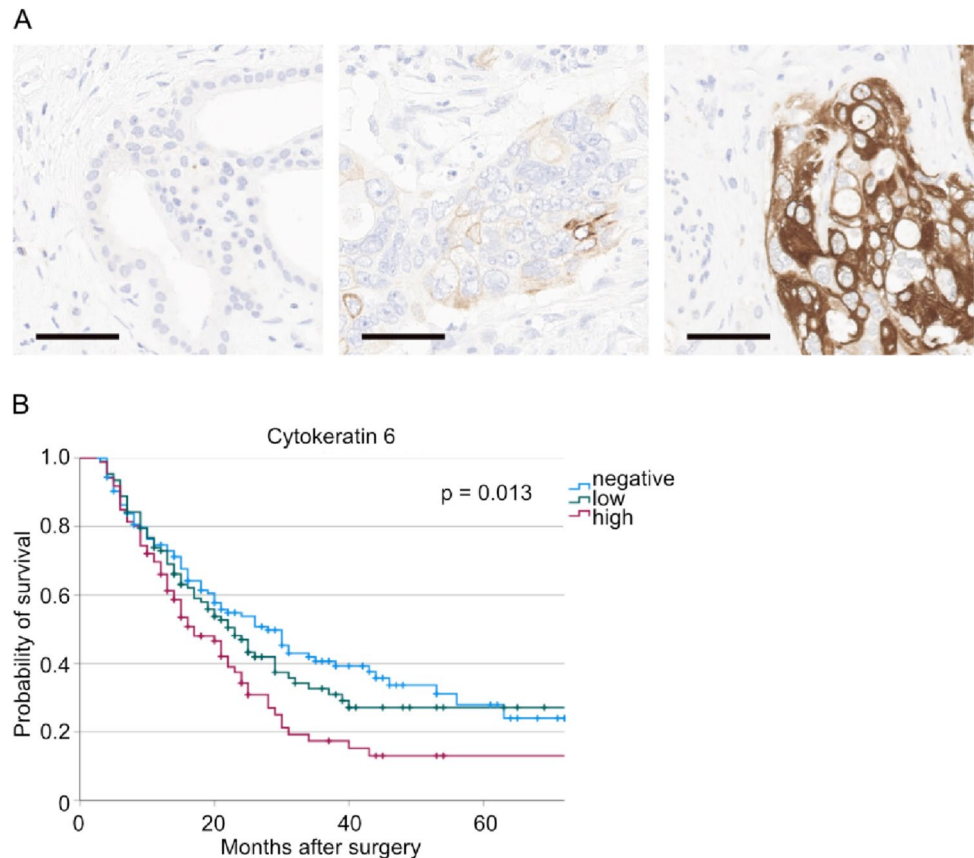 A
B
Cytokeratin 6
p = 0.013
negative
low
high
Probability of survival
1.0
0.8
0.6
0.4
0.2
0
0
20
40
60
Months after surgery